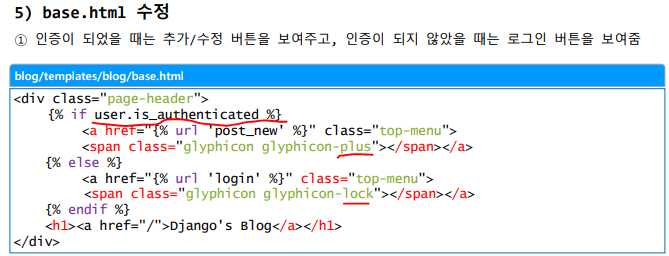 5) base.html 수정
① 인증이 되었을 때는 추가/수정 버튼을 보여주고, 인증이 되지 않았을 때는 로그인 버튼을 보여줌
blog/templates/blog/base.html
<div class="page-header">
{% if user.is_authenticated %}
<a href="{% url 'post_new' %}" class="top-menu">
<span class="glyphicon glyphicon-plus"></span></a>
{% else %}
<a href="{% url 'login' %}" class="top-menu">
<span class="glyphicon glyphicon-lock"></span></a>
{% endif %}
<h1><a href="/">Django's Blog</a></h1>
</div>